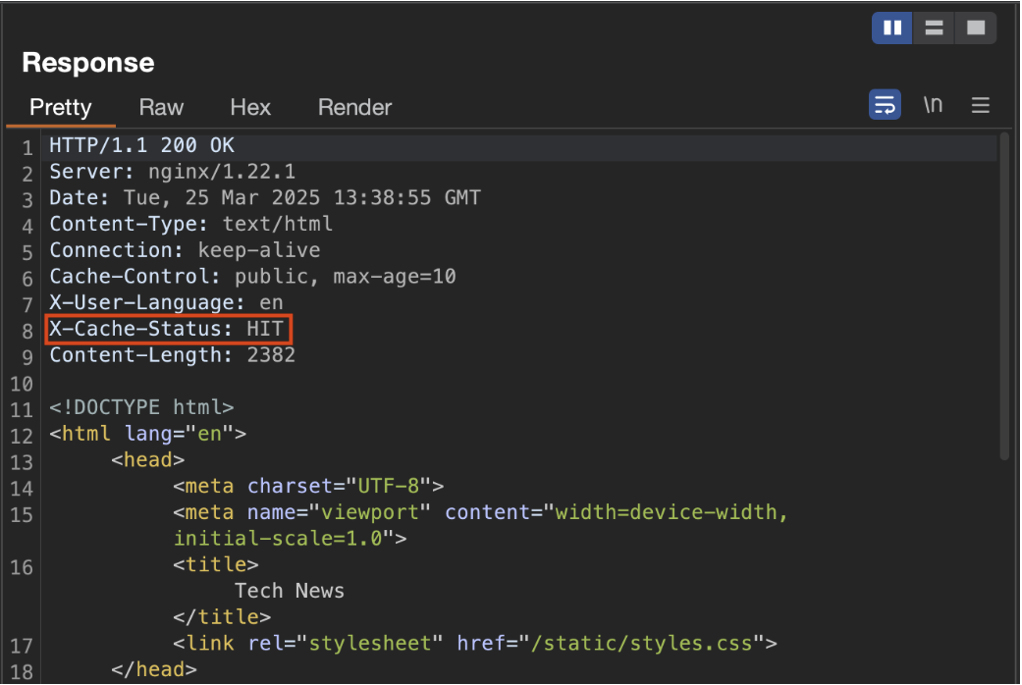 Response
Pretty Raw Hex Render \n
1 HTTP/1.1 200 OK
2 Server: nginx/1.22.1
3 Date: Tue, 25 Mar 2025 13:38:55 GMT
4 Content-Type: text/html
5 Connection: keep-alive
6 Cache-Control: public, max-age=10
7 X-User-Language: en
8 X-Cache-Status: HIT
9 Content-Length: 2382
10
11 <!DOCTYPE html>
12 <html lang="en">
13 <head>
14 <meta charset="UTF-8">
15 <meta name="viewport" content="width=device-width,
initial-scale=1.0">
16 <title>
Tech News
</title>
17 <link rel="stylesheet" href="/static/styles.css">
18 </head>